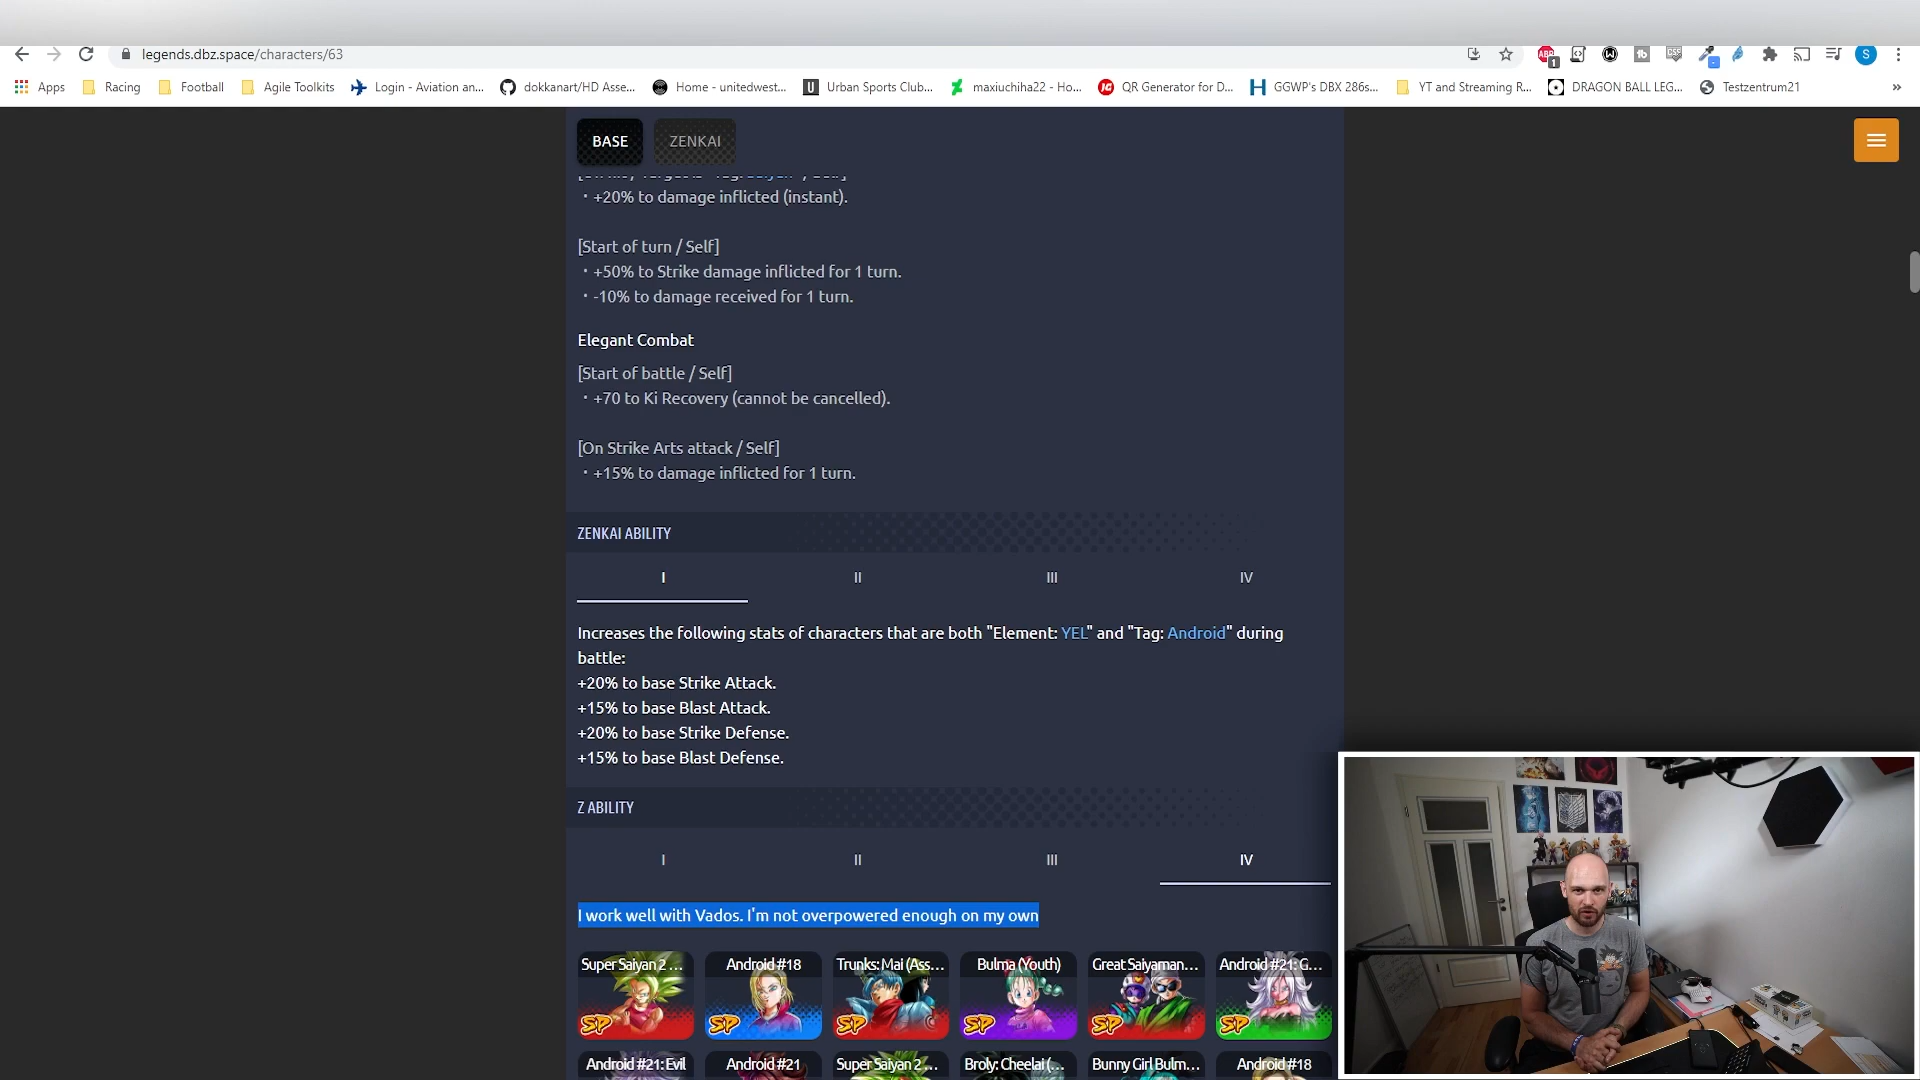 legends.dbz.space/characters/63
Apps
Racing
Football
Agile Toolkits
Login - Aviation an...
dokkanart/HD Asse...
Home - unitedwest...
Urban Sports Club...
maxiuchiha22 - Ho...
QR Generator for D...
GGWP's DBX 286s...
YT and Streaming R...
DRAGON BALL LEG...
Testzentrum21
»
BASE
ZENKAI
・+20% to damage inflicted (instant).
[Start of turn / Self]
・+50% to Strike damage inflicted for 1 turn.
・-10% to damage received for 1 turn.
Elegant Combat
[Start of battle / Self]
・+70 to Ki Recovery (cannot be cancelled).
[On Strike Arts attack / Self]
・+15% to damage inflicted for 1 turn.
ZENKAI ABILITY
I II III IV
Increases the following stats of characters that are both "Element: YEL" and "Tag: Android" during
battle:
+20% to base Strike Attack.
+15% to base Blast Attack.
+20% to base Strike Defense.
+15% to base Blast Defense.
Z ABILITY
I II III IV
I work well with Vados. I'm not overpowered enough on my own
Super Saiyan 2 ...
Android #18
Trunks: Mai (Ass...
Bulma (Youth)
Great Saiyaman...
Android #21: G...
SP SP SP SP SP SP
Android #21: Evil
Android #21
Super Saiyan 2 ...
Broly: Cheelai (...
Bunny Girl Bulm...
Android #18